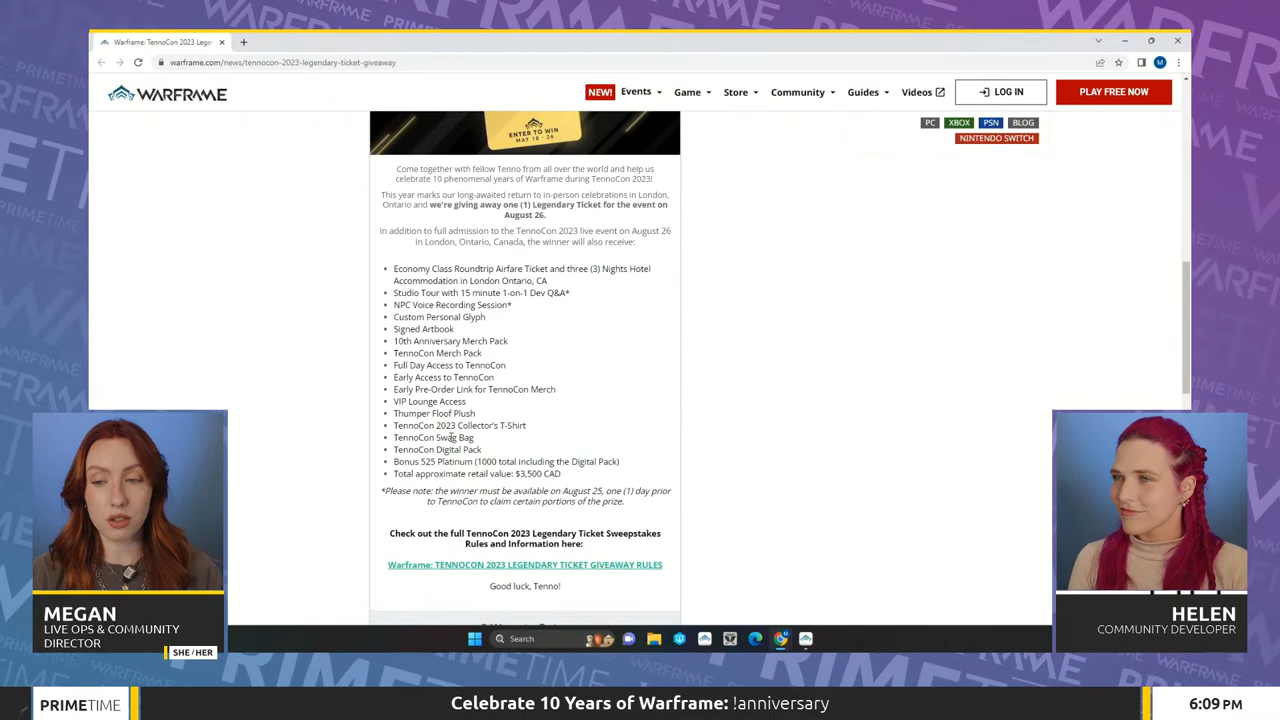 Warframe: TennoCon 2023 Lege
warframe.com/news/tennocon-2023-legendary-ticket-giveaway
WARFRAME
NEW! Events Game Store Community Guides Videos LOG IN PLAY FREE NOW
PC XBOX PSN BLOG
NINTENDO SWITCH
ENTER TO WIN
MAY 18 - 26
Come together with fellow Tenno from all over the world and help us
celebrate 10 phenomenal years of Warframe during TennoCon 2023!
This year marks our long-awaited return to in-person celebrations in London,
Ontario and we're giving away one (1) Legendary Ticket for the event on
August 26.
In addition to full admission to the TennoCon 2023 live event on August 26
in London, Ontario, Canada, the winner will also receive:
• Economy Class Roundtrip Airfare Ticket and three (3) Nights Hotel
Accommodation in London Ontario, CA
• Studio Tour with 15 minute 1-on-1 Dev Q&A*
• NPC Voice Recording Session*
• Custom Personal Glyph
• Signed Artbook
• 10th Anniversary Merch Pack
• TennoCon Merch Pack
• Full Day Access to TennoCon
• Early Access to TennoCon
• Early Pre-Order Link for TennoCon Merch
• VIP Lounge Access
• Thumper Floof Plush
• TennoCon 2023 Collector's T-Shirt
• TennoCon Swag Bag
• TennoCon Digital Pack
• Bonus 525 Platinum (1000 total including the Digital Pack)
• Total approximate retail value: $3,500 CAD
*Please note: the winner must be available on August 25, one (1) day prior
to TennoCon to claim certain portions of the prize.
Check out the full TennoCon 2023 Legendary Ticket Sweepstakes
Rules and Information here:
Warframe: TENNOCON 2023 LEGENDARY TICKET GIVEAWAY RULES
Good luck, Tenno!
Search
MEGAN
LIVE OPS & COMMUNITY
DIRECTOR
SHE / HER
HELEN
COMMUNITY DEVELOPER
PRIMETIME
Celebrate 10 Years of Warframe: !anniversary
6:09 PM